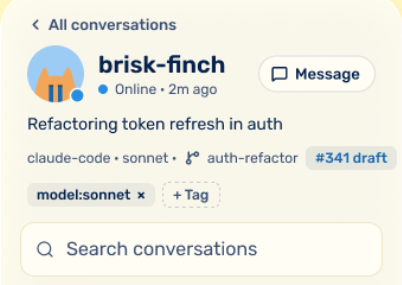 All conversations
brisk-finch
Online • 2m ago
Message
Refactoring token refresh in auth
claude-code • sonnet • auth-refactor #341 draft
model:sonnet × + Tag
Search conversations